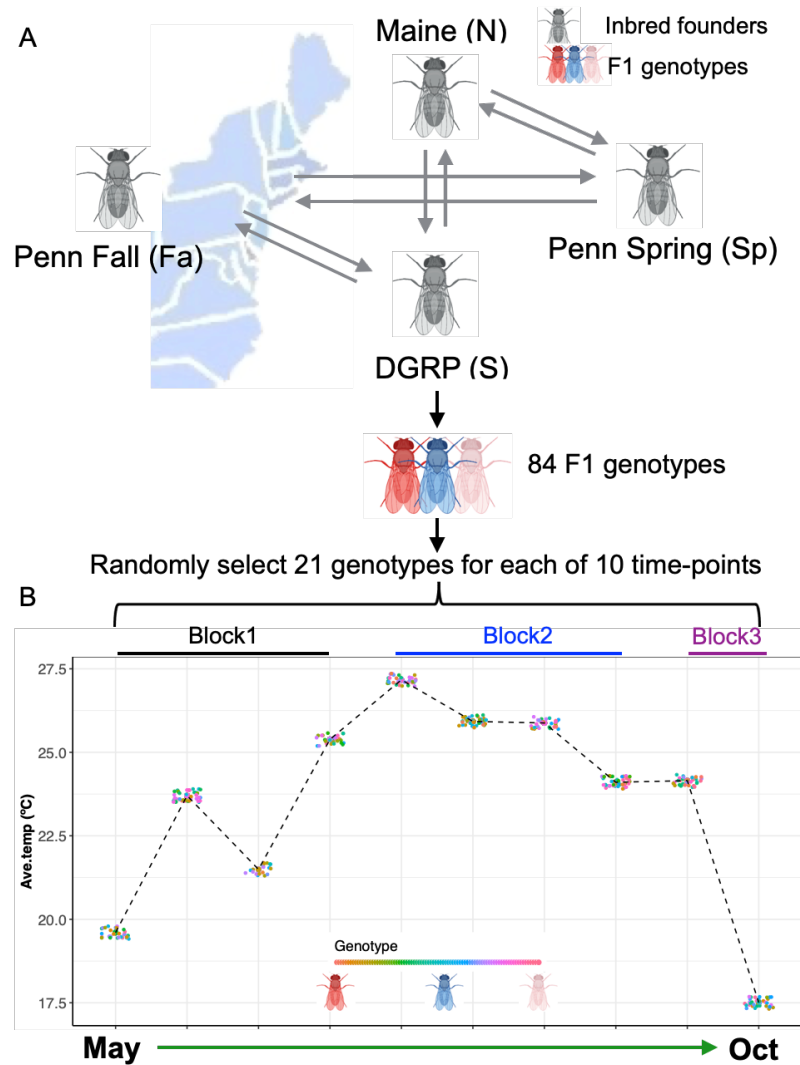 A
Maine (N)
Inbred founders
F1 genotypes
Penn Fall (Fa)
Penn Spring (Sp)
DGRP (S)
84 F1 genotypes
Randomly select 21 genotypes for each of 10 time-points
B
Block1
Block2
Block3
27.5
25.0
22.5
20.0
17.5
Ave.temp (ºC)
Genotype
May
Oct